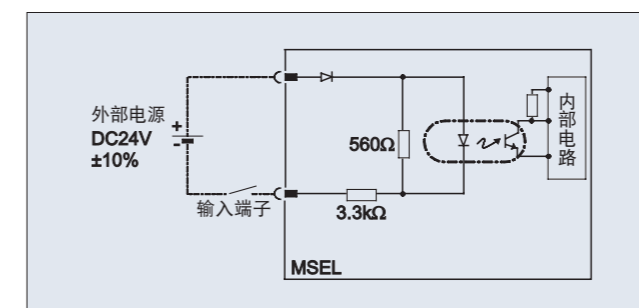 外部电源
DC24V
±10%
+
-
输入端子
560Ω
3.3kΩ
内部电路
MSEL